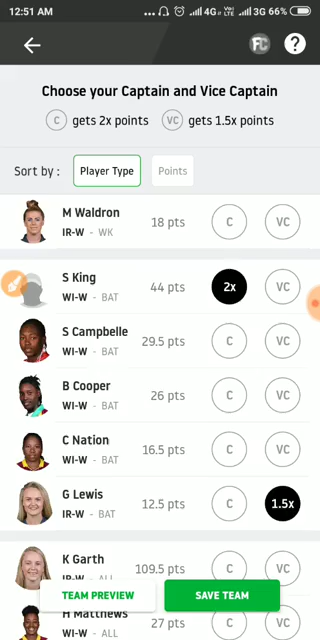 12:51 AM ... 4G VoLTE 3G 66%
FC ?
Choose your Captain and Vice Captain
C gets 2x points VC gets 1.5x points
Sort by : Player Type Points
M Waldron
IR-W - WK
18 pts C VC
S King
WI-W - BAT
44 pts 2x VC
S Campbelle
WI-W - BAT
29.5 pts C VC
B Cooper
WI-W - BAT
26 pts C VC
C Nation
WI-W - BAT
16.5 pts C VC
G Lewis
IR-W - BAT
12.5 pts C 1.5x
K Garth
IR-W - ALL
109.5 pts C VC
TEAM PREVIEW SAVE TEAM
H Matthews
WI-W - ALL
27 pts C VC